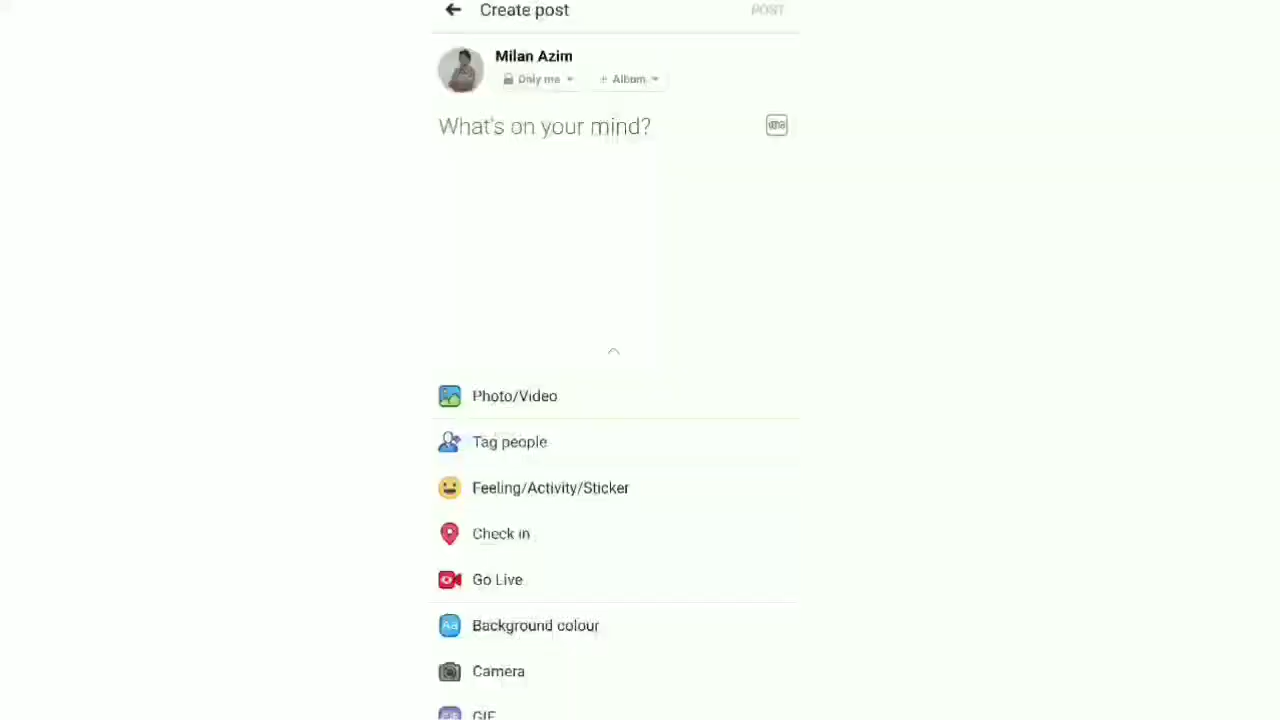 Create post
POST
Milan Azim
Only me
+ Album
What's on your mind?
Photo/Video
Tag people
Feeling/Activity/Sticker
Check in
Go Live
Aa
Background colour
Camera
GIF